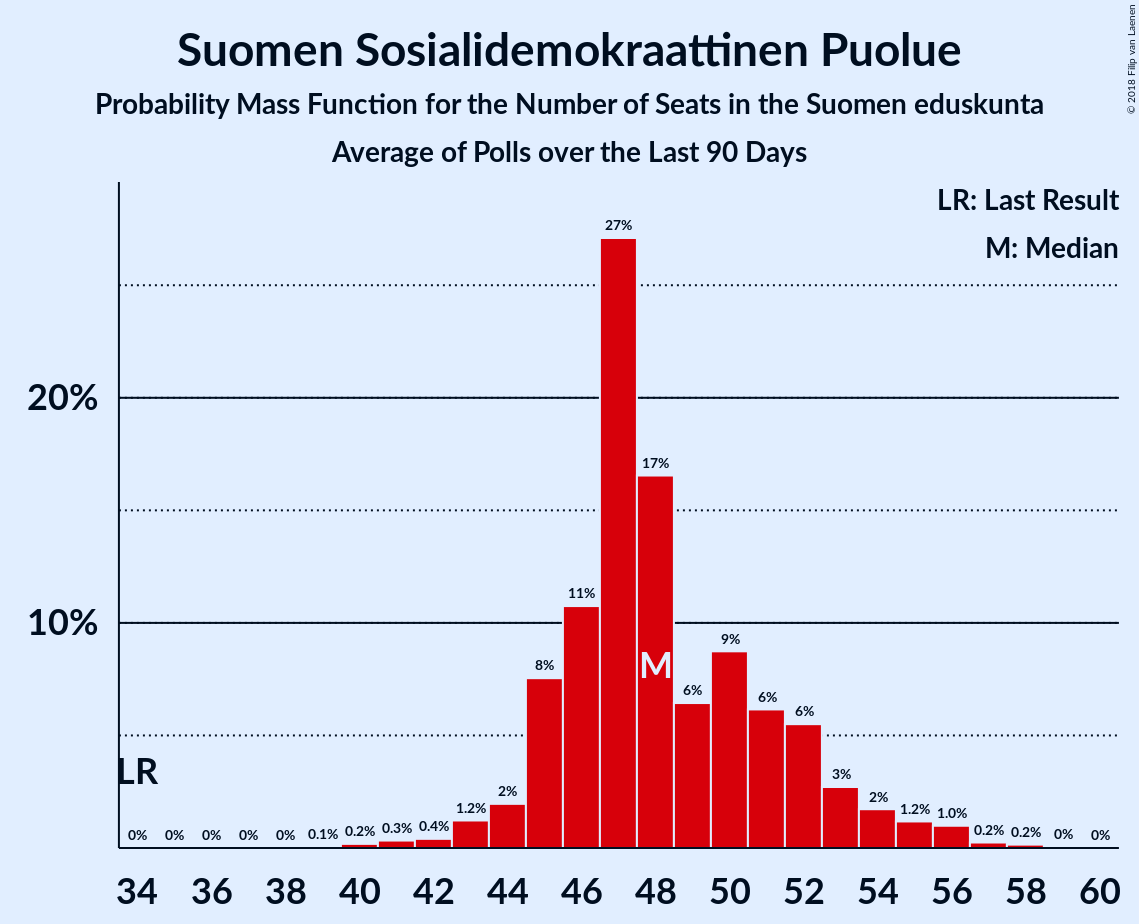 Suomen Sosialidemokraattinen Puolue
Probability Mass Function for the Number of Seats in the Suomen eduskunta
Average of Polls over the Last 90 Days
© 2018 Filip van Laenen
LR: Last Result
M: Median
20%
10%
LR
M
0% 0% 0% 0% 0% 0.1% 0.2% 0.3% 0.4% 1.2% 2% 8% 11% 27% 17% 6% 9% 6% 6% 3% 2% 1.2% 1.0% 0.2% 0.2% 0% 0%
34 36 38 40 42 44 46 48 50 52 54 56 58 60